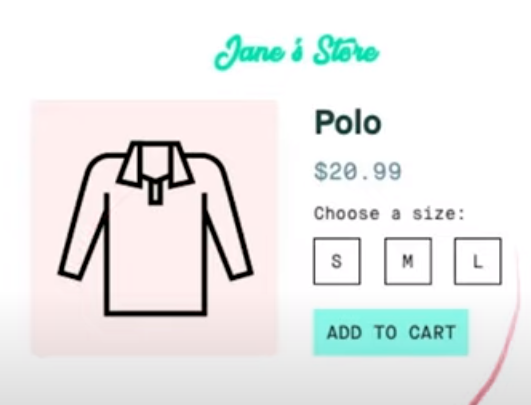 Jane's Store
Polo
$20.99
Choose a size:
S M L
ADD TO CART